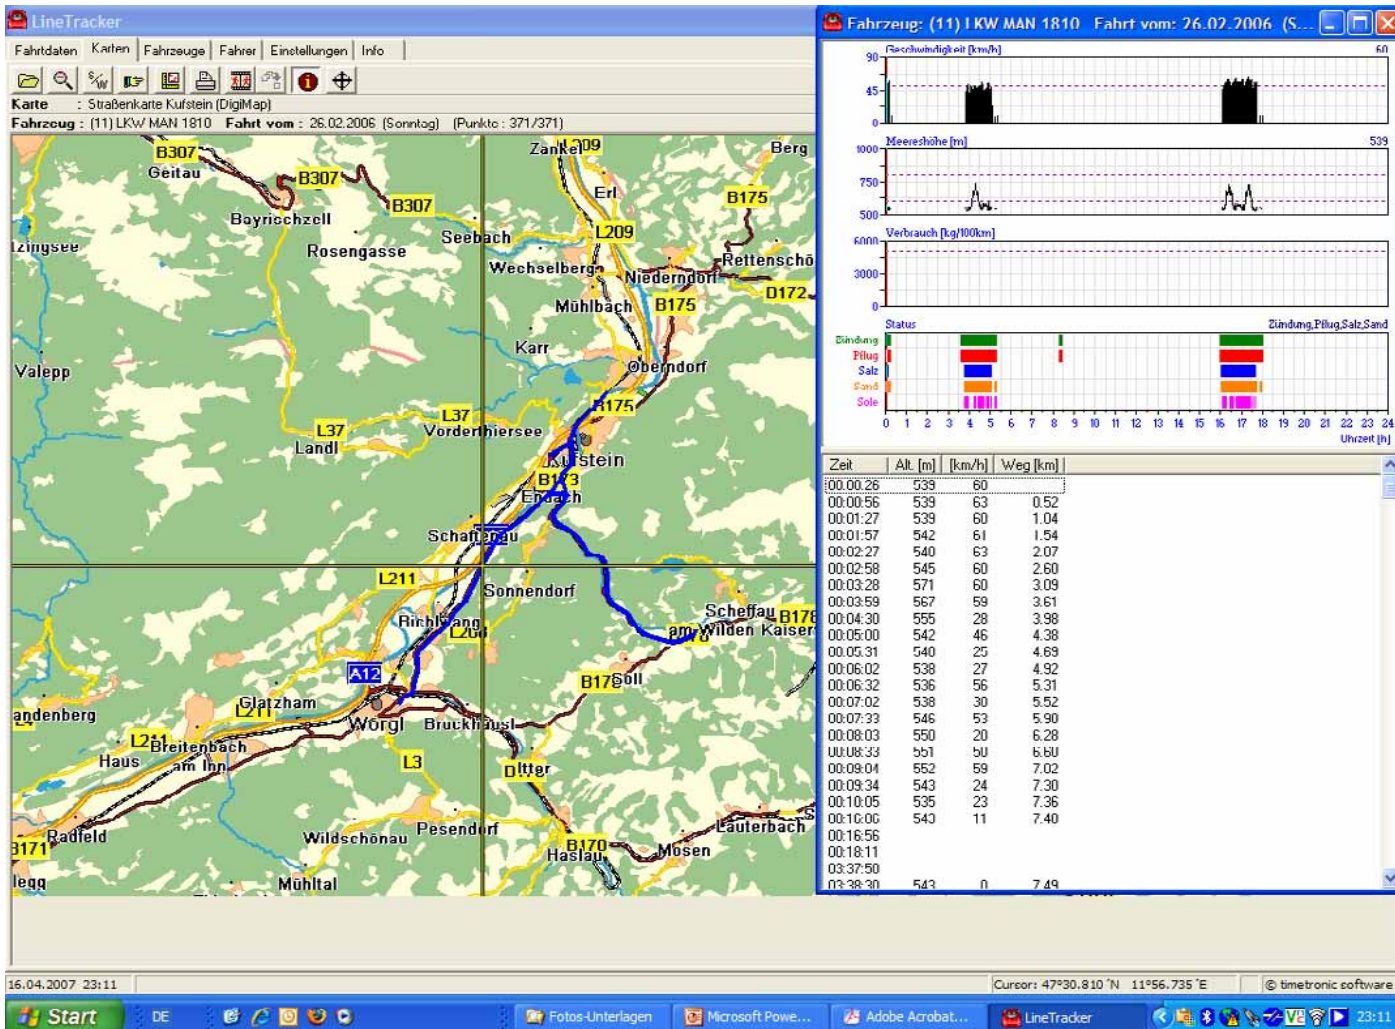 LineTracker
Fahrtdaten Karten Fahrzeuge Fahrer Einstellungen Info
S/W
Karte : Straßenkarte Kufstein (DigiMap)
Fahrzeug : (11) LKW MAN 1810 Fahrt vom : 26.02.2006 (Sonntag) (Punkte : 371/371)
B307
Geitau
B307
B307
Bayrischzell
Rosengasse
Seebach
Zankel
Berg
Erl
B175
L209
Wechselberg
Rettenschö
Niederndorf
D172
Mühlbach
B175
Karr
Oberndorf
Valepp
B175
L37
L37
Vorderthiersee
Landl
Kufstein
B173
Endach
Schaftenau
L211
Sonnendorf
Scheffau
B178
am Wilden Kaiser
Richlwang
A12
B178
Söll
Glatzham
L211
andenberg
Wörgl
Bruckhäusl
Breitenbach
Haus
am Inn
L3
Itter
Radfeld
B171
Wildschönau
Pesendorf
B170
Haslau
Mosen
Lauterbach
legg
Mühltal
Fahrzeug: (11) LKW MAN 1810 Fahrt vom: 26.02.2006 (S...
Geschwindigkeit [km/h] 60
90
45
0
Meereshöhe [m] 539
1000
750
500
Verbrauch [kg/100km]
6000
3000
0
Status Zündung,Pflug,Salz,Sand
Zündung
Pflug
Salz
Sand
Sole
0 1 2 3 4 5 6 7 8 9 10 11 12 13 14 15 16 17 18 19 20 21 22 23 24
Uhrzeit [h]
Zeit Alt. [m] [km/h] Weg [km]
00:00:26 539 60
00:00:56 539 63 0.52
00:01:27 539 60 1.04
00:01:57 542 61 1.54
00:02:27 540 63 2.07
00:02:58 545 60 2.60
00:03:28 571 60 3.09
00:03:59 567 59 3.61
00:04:30 555 28 3.98
00:05:00 542 46 4.38
00:05:31 540 25 4.69
00:06:02 538 27 4.92
00:06:32 536 56 5.31
00:07:02 538 30 5.52
00:07:33 546 53 5.90
00:08:03 550 20 6.28
00:08:33 551 50 6.60
00:09:04 552 59 7.02
00:09:34 543 24 7.30
00:10:05 535 23 7.36
543 11 7.40
00:16:56
00:18:11
03:37:50
03:38:30 543 0 7.49
16.04.2007 23:11
Cursor: 47°30.810 'N 11°56.735 'E
© timetronic software
Start
DE
Fotos-Unterlagen
Microsoft Powe...
Adobe Acrobat...
LineTracker
23:11